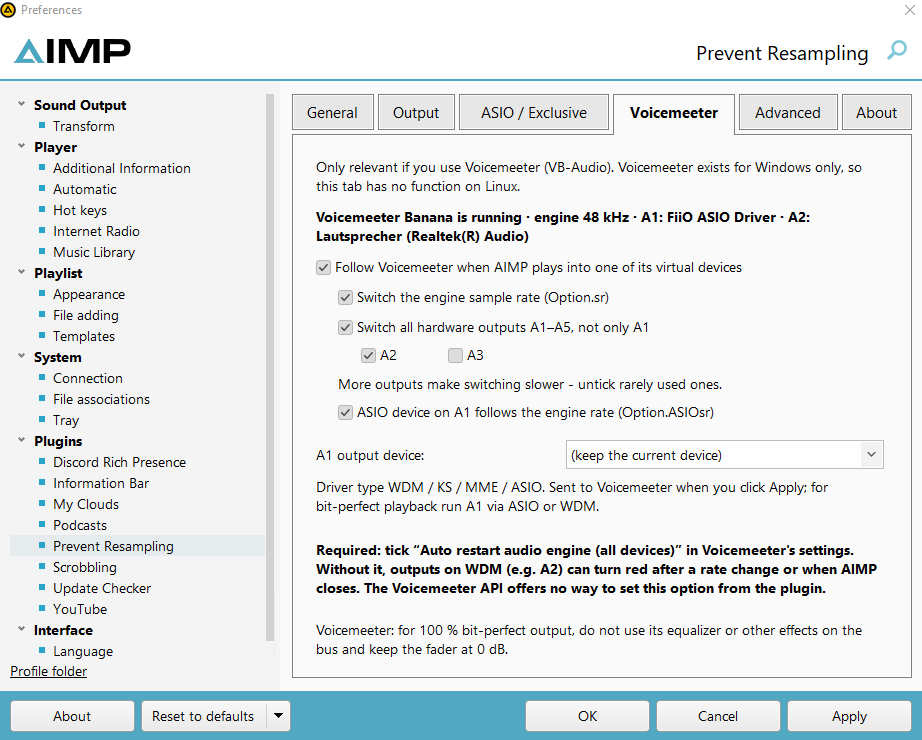 Preferences
AIMP
Prevent Resampling
Sound Output
Transform
Player
Additional Information
Automatic
Hot keys
Internet Radio
Music Library
Playlist
Appearance
File adding
Templates
System
Connection
File associations
Tray
Plugins
Discord Rich Presence
Information Bar
My Clouds
Podcasts
Prevent Resampling
Scrobbling
Update Checker
YouTube
Interface
Language
Profile folder
General
Output
ASIO / Exclusive
Voicemeeter
Advanced
About
Only relevant if you use Voicemeeter (VB-Audio). Voicemeeter exists for Windows only, so
this tab has no function on Linux.
Voicemeeter Banana is running · engine 48 kHz · A1: FiiO ASIO Driver · A2:
Lautsprecher (Realtek(R) Audio)
Follow Voicemeeter when AIMP plays into one of its virtual devices
Switch the engine sample rate (Option.sr)
Switch all hardware outputs A1–A5, not only A1
A2
A3
More outputs make switching slower - untick rarely used ones.
ASIO device on A1 follows the engine rate (Option.ASIOsr)
A1 output device:
(keep the current device)
Driver type WDM / KS / MME / ASIO. Sent to Voicemeeter when you click Apply; for
bit-perfect playback run A1 via ASIO or WDM.
Required: tick “Auto restart audio engine (all devices)” in Voicemeeter's settings.
Without it, outputs on WDM (e.g. A2) can turn red after a rate change or when AIMP
closes. The Voicemeeter API offers no way to set this option from the plugin.
Voicemeeter: for 100 % bit-perfect output, do not use its equalizer or other effects on the
bus and keep the fader at 0 dB.
About
Reset to defaults
OK
Cancel
Apply